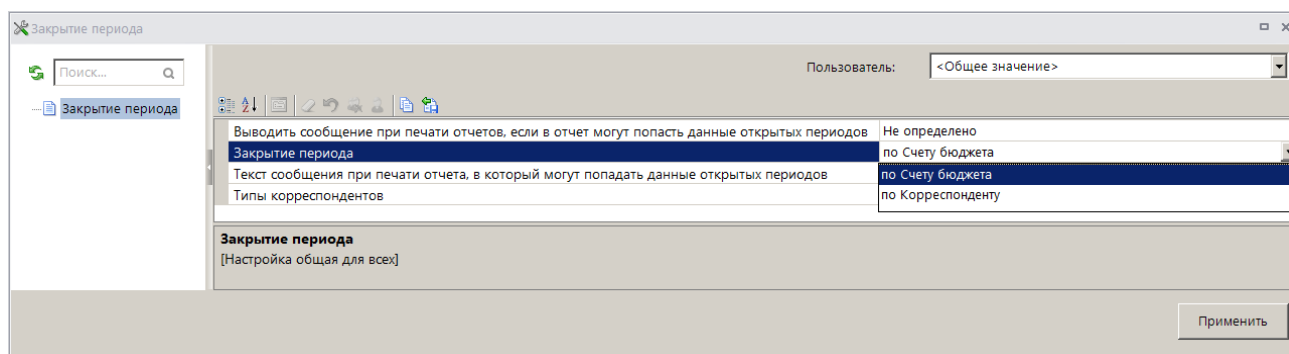 Закрытие периода
Поиск...
Пользователь: <Общее значение>
Закрытие периода
Выводить сообщение при печати отчетов, если в отчет могут попасть данные открытых периодов Не определено
Закрытие периода по Счету бюджета
Текст сообщения при печати отчета, в который могут попадать данные открытых периодов по Счету бюджета
Типы корреспондентов по Корреспонденту
Закрытие периода
[Настройка общая для всех]
Применить